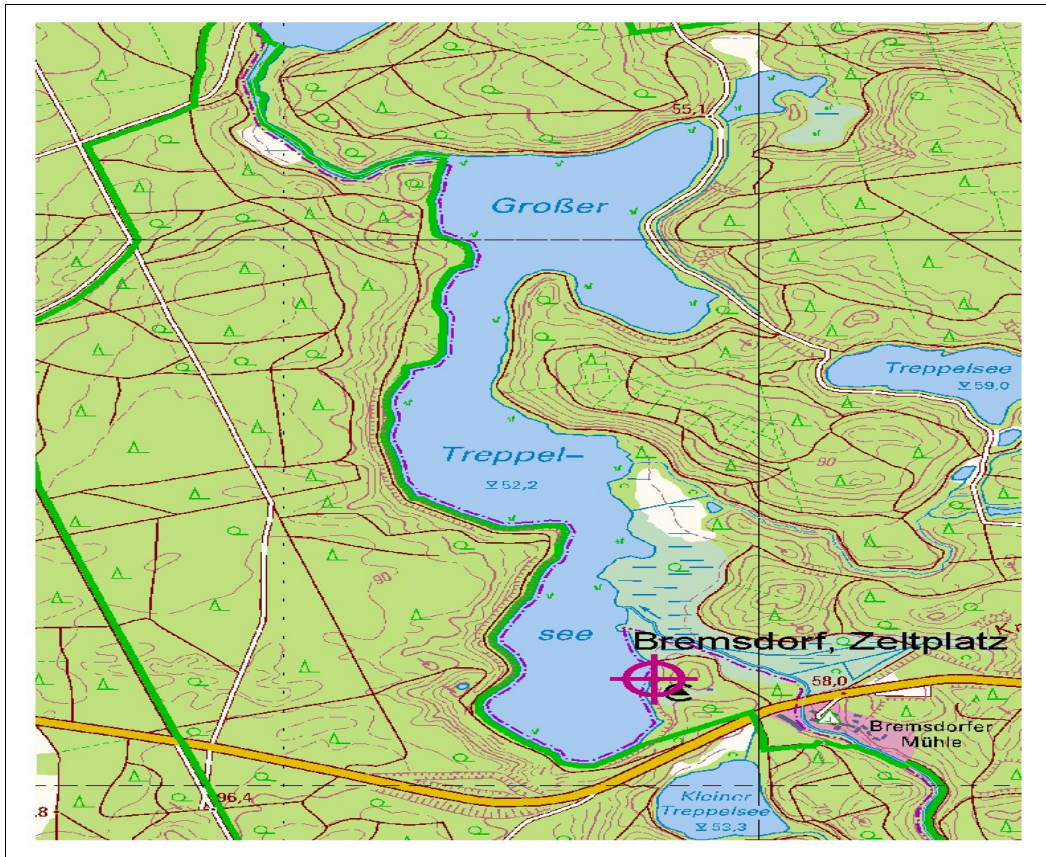 55,1
Großer
Treppelsee
59,0
Treppel-
52,2
90
90
see
Bremsdorf, Zeltplatz
58,0
Bremsdorfer
Mühle
Kleiner
Treppelsee
53,3
96,4